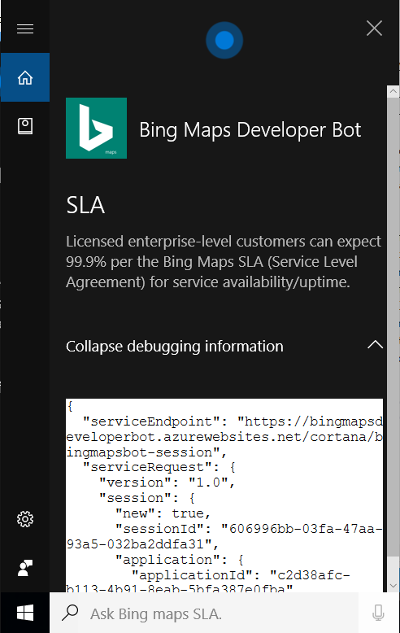 Bing Maps Developer Bot
maps
SLA
Licensed enterprise-level customers can expect
99.9% per the Bing Maps SLA (Service Level
Agreement) for service availability/uptime.
Collapse debugging information
{
"serviceEndpoint": "https://bingmapsd
eveloperbot.azurewebsites.net/cortana/b
ingmapsbot-session",
"serviceRequest": {
"version": "1.0",
"session": {
"new": true,
"sessionId": "606996bb-03fa-47aa-
93a5-032ba2ddfa31",
"application": {
"applicationId": "c2d38afc-
b113-4b91-8eab-5bfa387e0fba"
Ask Bing maps SLA.